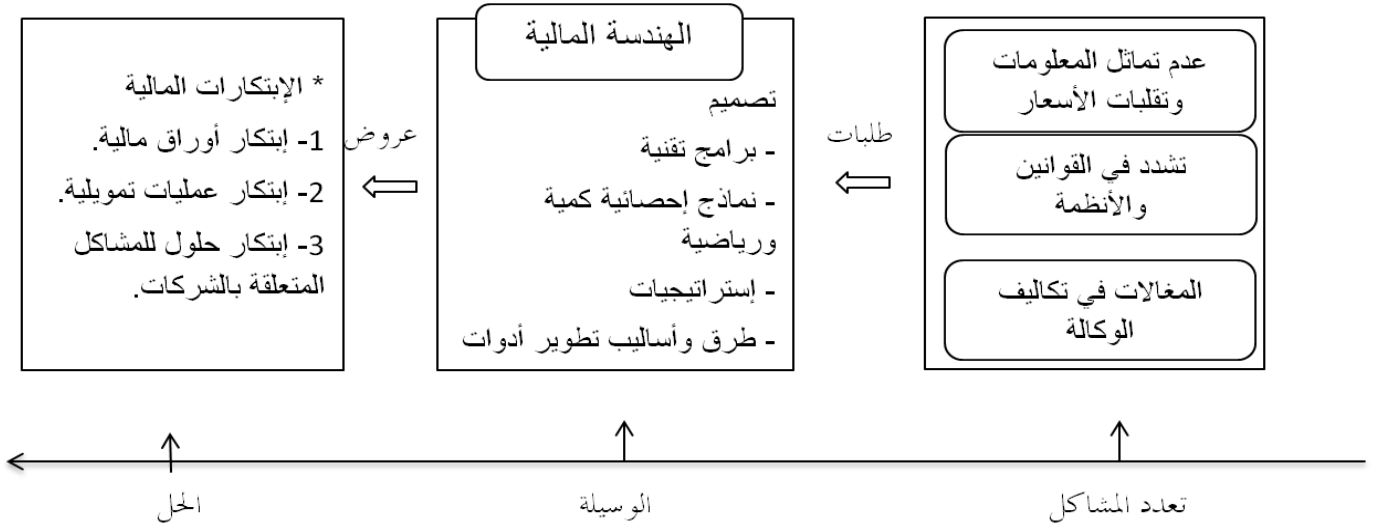 عدم تماثل المعلومات
وتقلبات الأسعار
تشدد في القوانين
والأنظمة
المغالات في تكاليف
الوكالة
طلبات
الهندسة المالية
تصميم
- برامج تقنية
- نماذج إحصائية كمية
ورياضية
- إستراتيجيات
- طرق وأساليب تطوير أدوات
عروض
* الإبتكارات المالية
1- إبتكار أوراق مالية.
2- إبتكار عمليات تمويلية.
3- إبتكار حلول للمشاكل
المتعلقة بالشركات.
تعدد المشاكل
الوسيلة
الحل